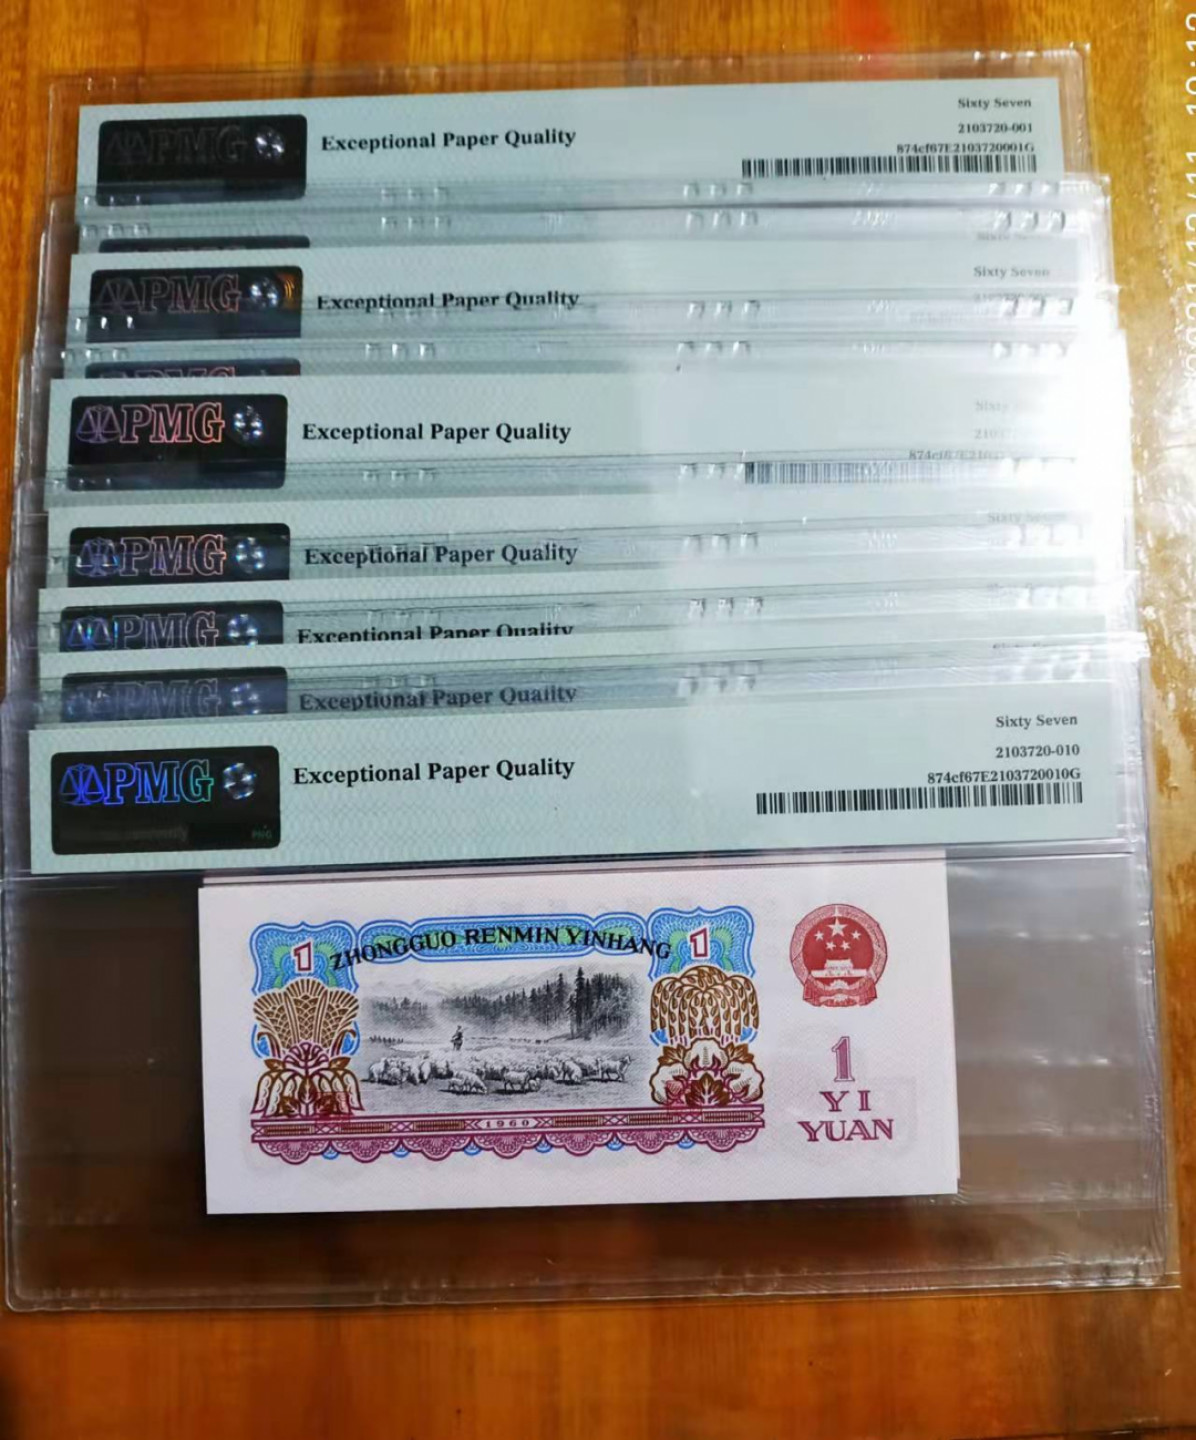 Sixty Seven
2103720-001
874cf67E2103720001G
PMG
Exceptional Paper Quality
Sixty Seven
PMG
Exceptional Paper Quality
PMG
Exceptional Paper Quality
PMG
Exceptional Paper Quality
PMG
Exceptional Paper Quality
PMG
Exceptional Paper Quality
Sixty Seven
2103720-010
874cf67E2103720010G
PMG
Exceptional Paper Quality
1 ZHONGGUO RENMIN YINHANG 1
1
YI
YUAN
1960